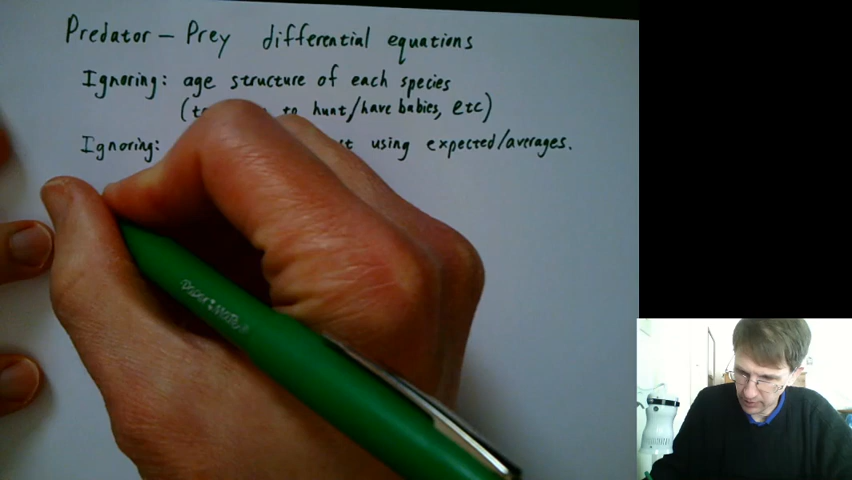 Predator - Prey differential equations
Ignoring: age structure of each species
to hunt/have babies, etc)
Ignoring: using expected/averages.
PaperMate